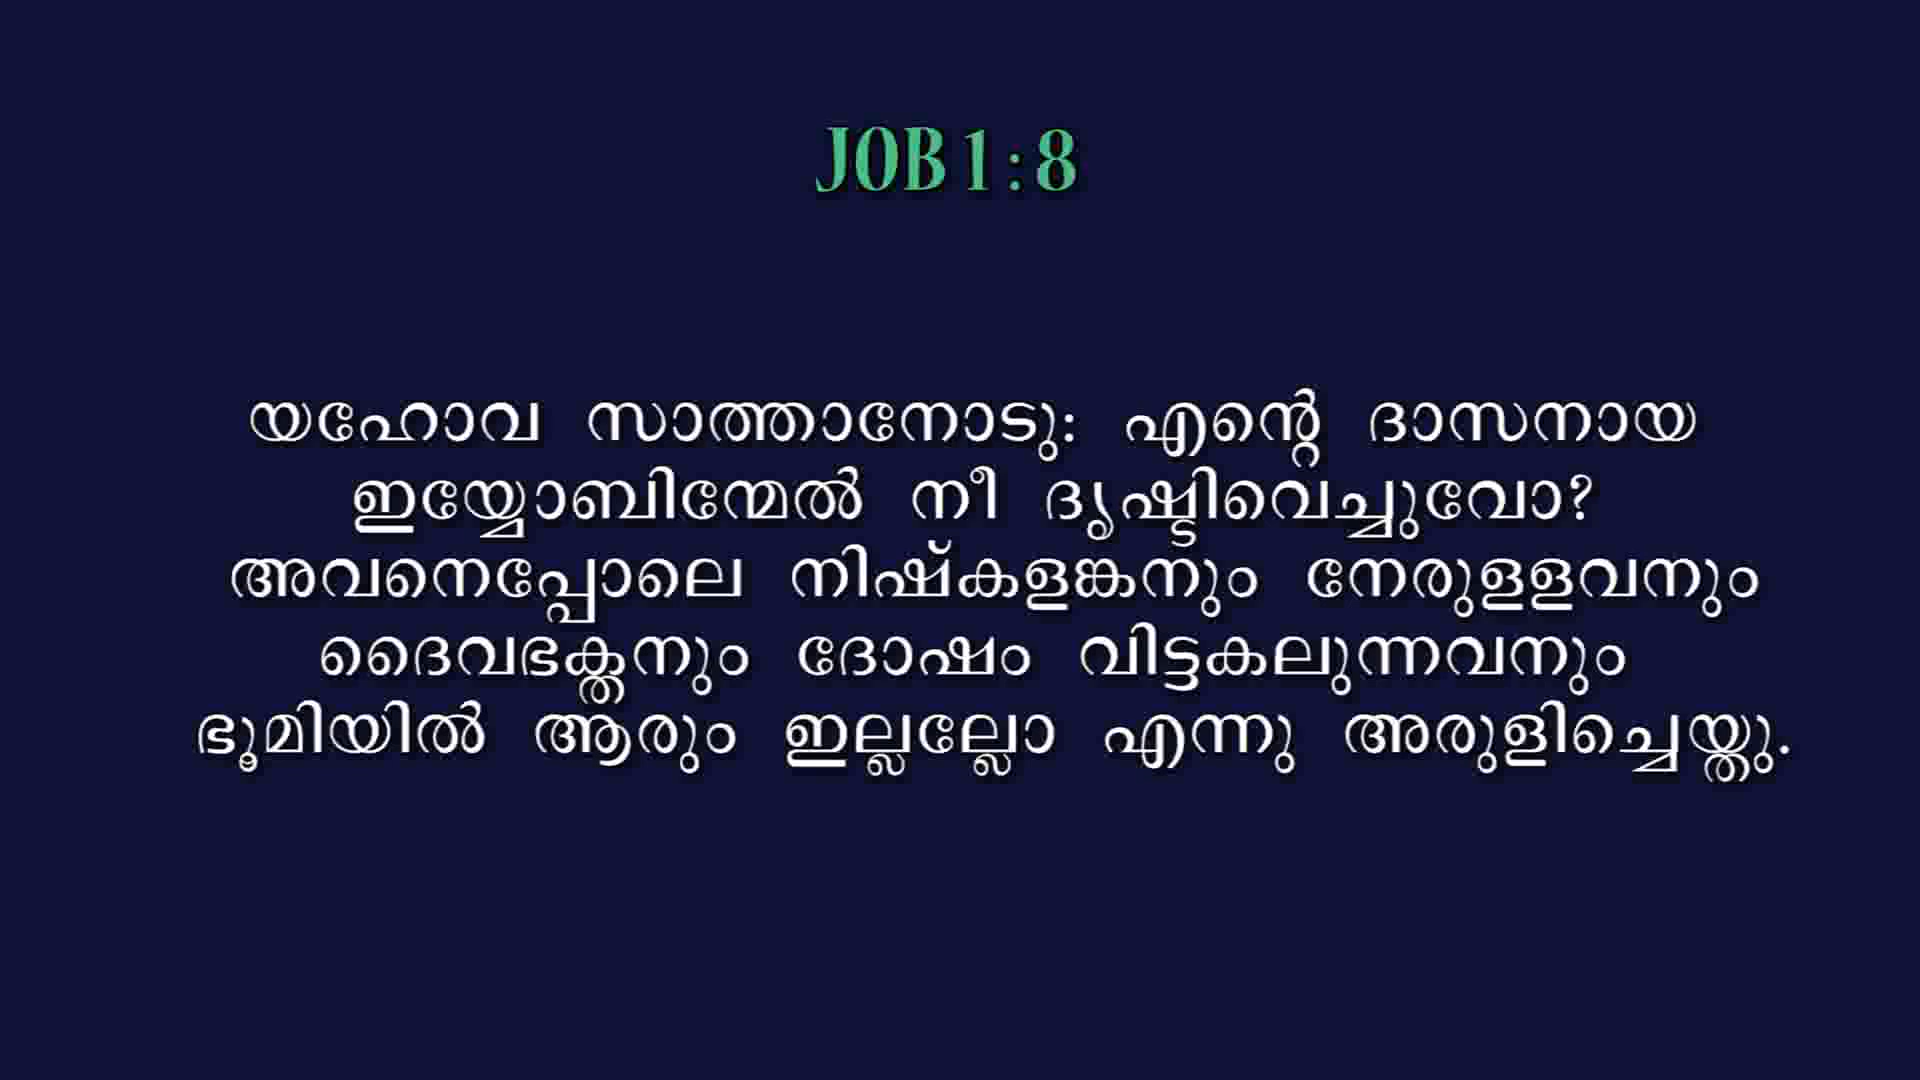 JOB 1 : 8
യഹോവ സാത്താനോടു: എന്റെ ദാസനായ
ഇയ്യോബിന്മേൽ നീ ദൃഷ്ടിവെച്ചുവോ?
അവനെപ്പോലെ നിഷ്കളങ്കനും നേരുളളവനും
ദൈവഭക്തനും ദോഷം വിട്ടകലുന്നവനും
ഭൂമിയിൽ ആരും ഇല്ലല്ലോ എന്നു അരുളിച്ചെയ്തു.